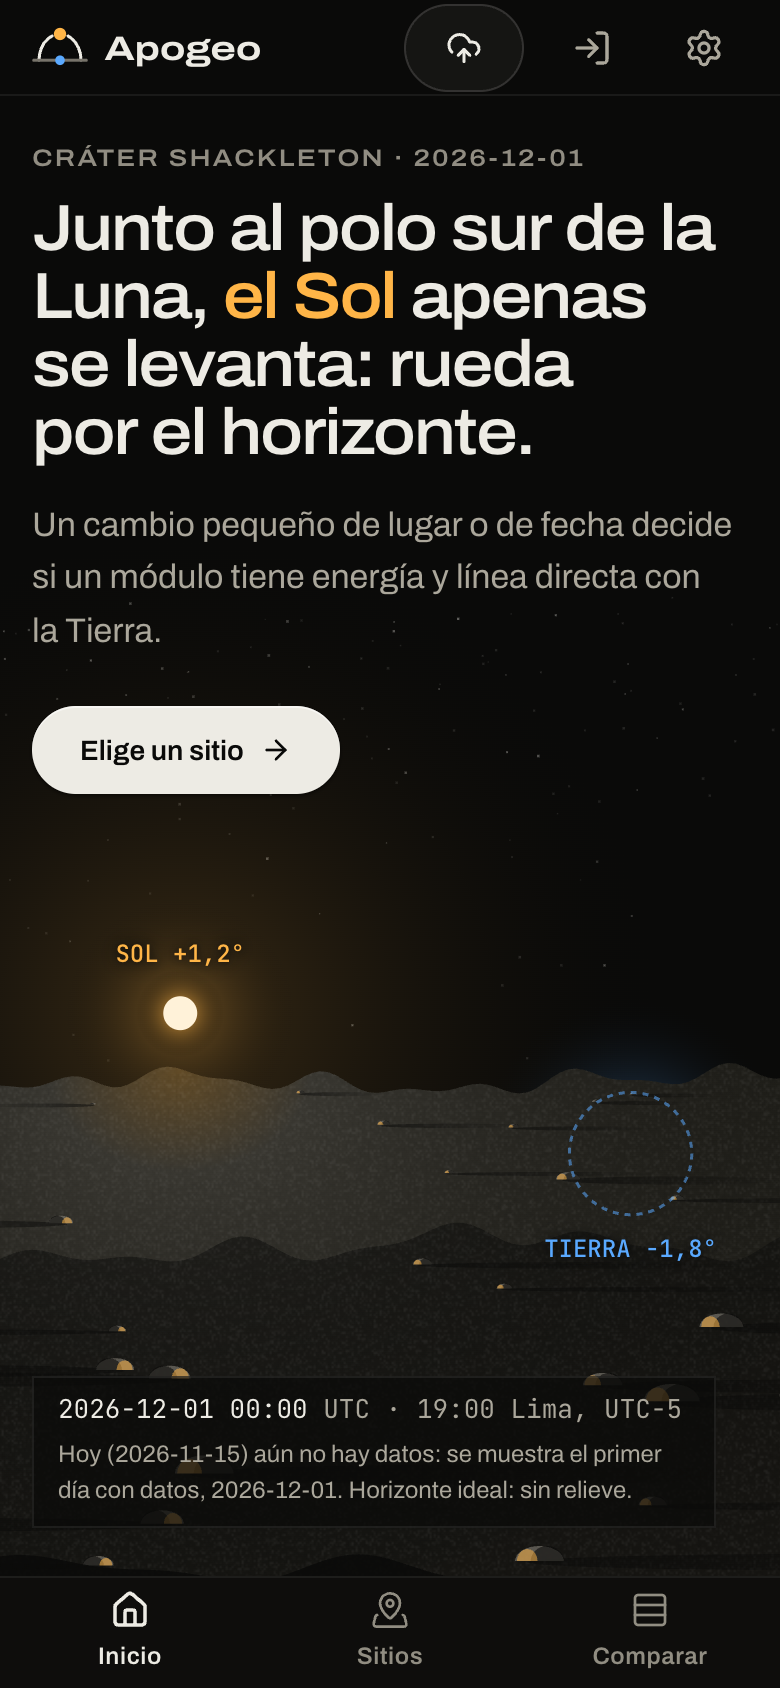 Apogeo
CRÁTER SHACKLETON · 2026-12-01
Junto al polo sur de la
Luna, el Sol apenas
se levanta: rueda
por el horizonte.
Un cambio pequeño de lugar o de fecha decide
si un módulo tiene energía y línea directa con
la Tierra.
Elige un sitio
SOL +1,2°
TIERRA -1,8°
2026-12-01 00:00 UTC · 19:00 Lima, UTC-5
Hoy (2026-11-15) aún no hay datos: se muestra el primer
día con datos, 2026-12-01. Horizonte ideal: sin relieve.
Inicio
Sitios
Comparar